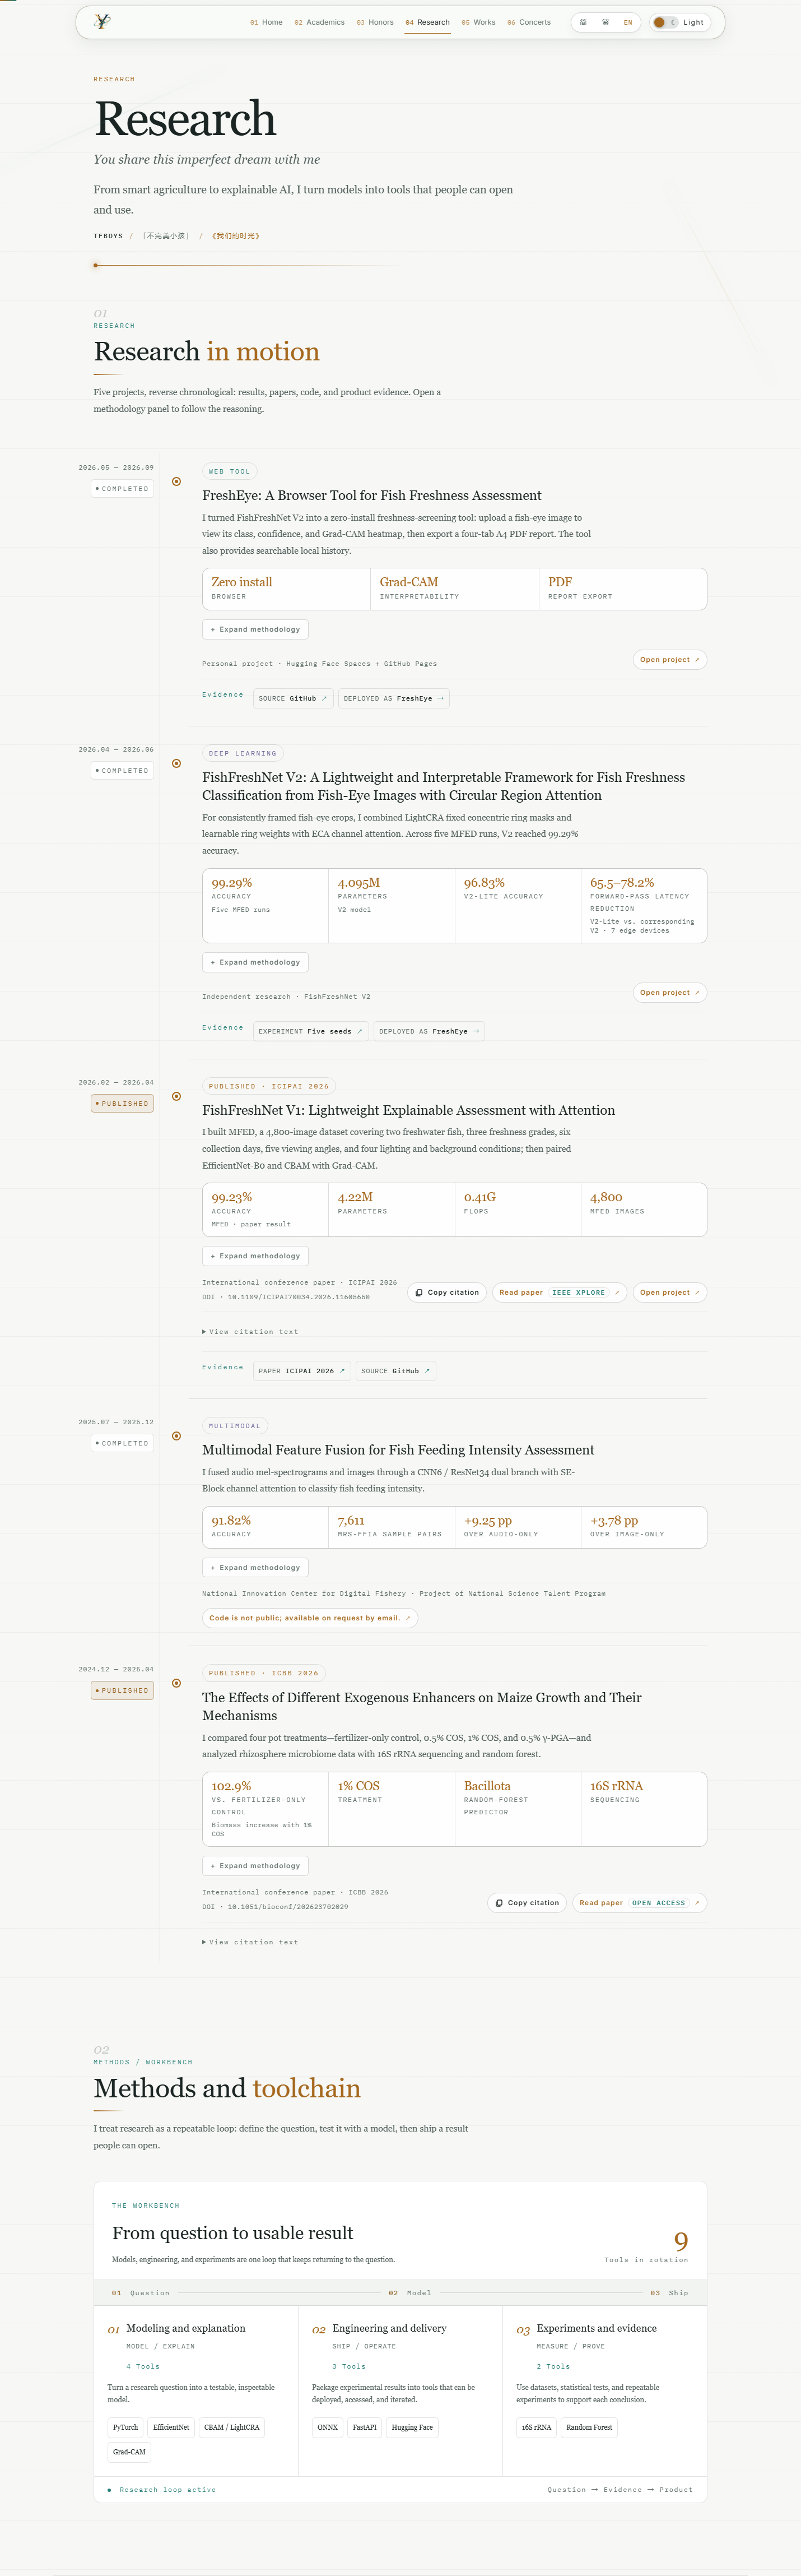 01 Home 02 Academics 03 Honors 04 Research 05 Works 06 Concerts 简 繁 EN Light
RESEARCH
Research
You share this imperfect dream with me
From smart agriculture to explainable AI, I turn models into tools that people can open
and use.
TFBOYS / 「不完美小孩」 / 《我们的时光》
01
RESEARCH
Research in motion
Five projects, reverse chronological: results, papers, code, and product evidence. Open a
methodology panel to follow the reasoning.
2026.05 — 2026.09
COMPLETED
WEB TOOL
FreshEye: A Browser Tool for Fish Freshness Assessment
I turned FishFreshNet V2 into a zero-install freshness-screening tool: upload a fish-eye image to
view its class, confidence, and Grad-CAM heatmap, then export a four-tab A4 PDF report. The tool
also provides searchable local history.
Zero install
BROWSER
Grad-CAM
INTERPRETABILITY
PDF
REPORT EXPORT
+ Expand methodology
Personal project · Hugging Face Spaces + GitHub Pages
Open project ↗
Evidence SOURCE GitHub ↗ DEPLOYED AS FreshEye →
2026.04 — 2026.06
COMPLETED
DEEP LEARNING
FishFreshNet V2: A Lightweight and Interpretable Framework for Fish Freshness
Classification from Fish-Eye Images with Circular Region Attention
For consistently framed fish-eye crops, I combined LightCRA fixed concentric ring masks and
learnable ring weights with ECA channel attention. Across five MFED runs, V2 reached 99.29%
accuracy.
99.29%
ACCURACY
Five MFED runs
4.095M
PARAMETERS
V2 model
96.83%
V2-LITE ACCURACY
65.5–78.2%
FORWARD-PASS LATENCY
REDUCTION
V2-Lite vs. corresponding
V2 · 7 edge devices
+ Expand methodology
Independent research · FishFreshNet V2
Open project ↗
Evidence EXPERIMENT Five seeds ↗ DEPLOYED AS FreshEye →
2026.02 — 2026.04
PUBLISHED
PUBLISHED · ICIPAI 2026
FishFreshNet V1: Lightweight Explainable Assessment with Attention
I built MFED, a 4,800-image dataset covering two freshwater fish, three freshness grades, six
collection days, five viewing angles, and four lighting and background conditions; then paired
EfficientNet-B0 and CBAM with Grad-CAM.
99.23%
ACCURACY
MFED · paper result
4.22M
PARAMETERS
0.41G
FLOPS
4,800
MFED IMAGES
+ Expand methodology
International conference paper · ICIPAI 2026
DOI · 10.1109/ICIPAI70034.2026.11605650
Copy citation
Read paper IEEE XPLORE ↗
Open project ↗
▶ View citation text
Evidence PAPER ICIPAI 2026 ↗ SOURCE GitHub ↗
2025.07 — 2025.12
COMPLETED
MULTIMODAL
Multimodal Feature Fusion for Fish Feeding Intensity Assessment
I fused audio mel-spectrograms and images through a CNN6 / ResNet34 dual branch with SE-
Block channel attention to classify fish feeding intensity.
91.82%
ACCURACY
7,611
MRS-FFIA SAMPLE PAIRS
+9.25 pp
OVER AUDIO-ONLY
+3.78 pp
OVER IMAGE-ONLY
+ Expand methodology
National Innovation Center for Digital Fishery · Project of National Science Talent Program
Code is not public; available on request by email. ↗
2024.12 — 2025.04
PUBLISHED
PUBLISHED · ICBB 2026
The Effects of Different Exogenous Enhancers on Maize Growth and Their
Mechanisms
I compared four pot treatments—fertilizer-only control, 0.5% COS, 1% COS, and 0.5% γ-PGA—and
analyzed rhizosphere microbiome data with 16S rRNA sequencing and random forest.
102.9%
VS. FERTILIZER-ONLY
CONTROL
Biomass increase with 1%
COS
1% COS
TREATMENT
Bacillota
RANDOM-FOREST
PREDICTOR
16S rRNA
SEQUENCING
+ Expand methodology
International conference paper · ICBB 2026
DOI · 10.1051/bioconf/202623702029
Copy citation
Read paper OPEN ACCESS ↗
▶ View citation text
02
METHODS / WORKBENCH
Methods and toolchain
I treat research as a repeatable loop: define the question, test it with a model, then ship a result
people can open.
THE WORKBENCH
From question to usable result
Models, engineering, and experiments are one loop that keeps returning to the question.
9
Tools in rotation
01 Question 02 Model 03 Ship
01 Modeling and explanation
MODEL / EXPLAIN
4 Tools
Turn a research question into a testable, inspectable
model.
PyTorch EfficientNet CBAM / LightCRA
Grad-CAM
02 Engineering and delivery
SHIP / OPERATE
3 Tools
Package experimental results into tools that can be
deployed, accessed, and iterated.
ONNX FastAPI Hugging Face
03 Experiments and evidence
MEASURE / PROVE
2 Tools
Use datasets, statistical tests, and repeatable
experiments to support each conclusion.
16S rRNA Random Forest
Research loop active
Question → Evidence → Product